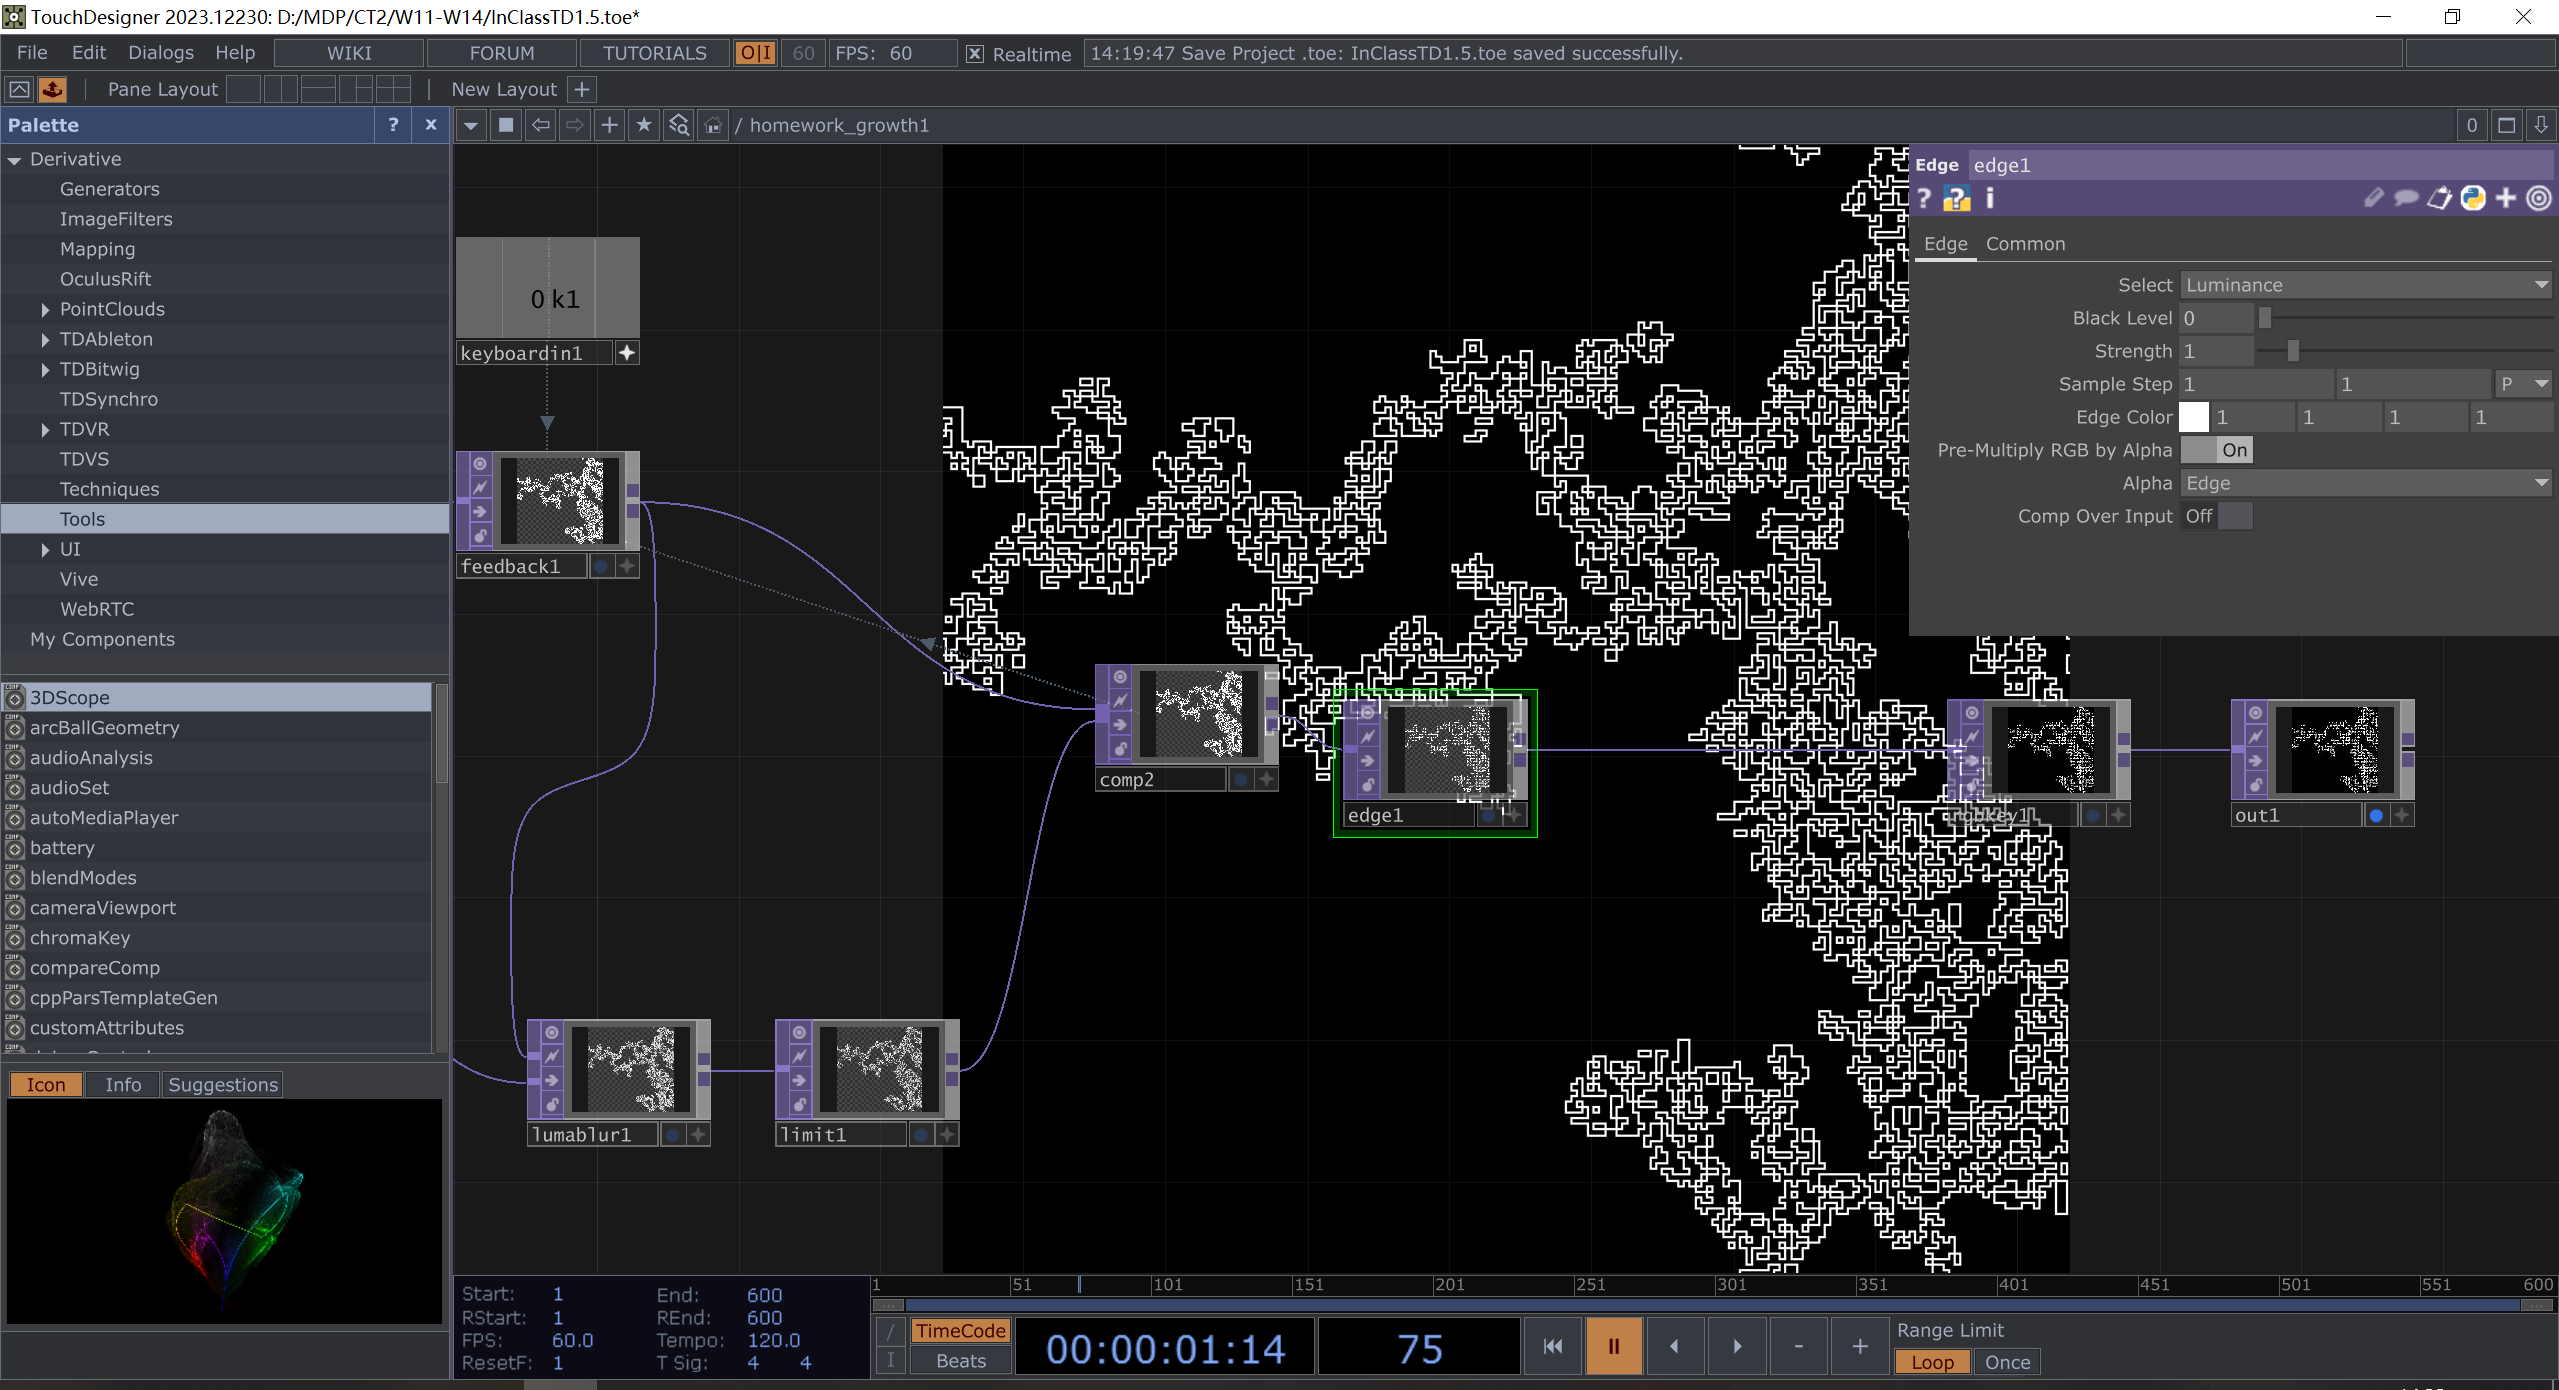 TouchDesigner 2023.12230: D:/MDP/CT2/W11-W14/InClassTD1.5.toe*
File Edit Dialogs Help WIKI FORUM TUTORIALS O|I 60 FPS: 60 x Realtime 14:19:47 Save Project .toe: InClassTD1.5.toe saved successfully.
Pane Layout New Layout +
Palette ? x / homework_growth1 0
Derivative
Generators
ImageFilters
Mapping
OculusRift
PointClouds
TDAbleton
TDBitwig
TDSynchro
TDVR
TDVS
Techniques
Tools
UI
Vive
WebRTC
My Components
3DScope
arcBallGeometry
audioAnalysis
audioSet
autoMediaPlayer
battery
blendModes
cameraViewport
chromaKey
compareComp
cppParsTemplateGen
customAttributes
Icon Info Suggestions
0 k1
keyboardin1
feedback1
comp2
edge1
rgbkey1
out1
lumablur1
limit1
Edge edge1
? ? i
Edge Common
Select Luminance
Black Level 0
Strength 1
Sample Step 1 1 P
Edge Color 1 1 1 1
Pre-Multiply RGB by Alpha On
Alpha Edge
Comp Over Input Off
Start: 1 End: 600
RStart: 1 REnd: 600
FPS: 60.0 Tempo: 120.0
ResetF: 1 T Sig: 4 4
1 51 101 151 201 251 301 351 401 451 501 551 600
/ TimeCode
I Beats
00:00:01:14 75 - +
Range Limit
Loop Once